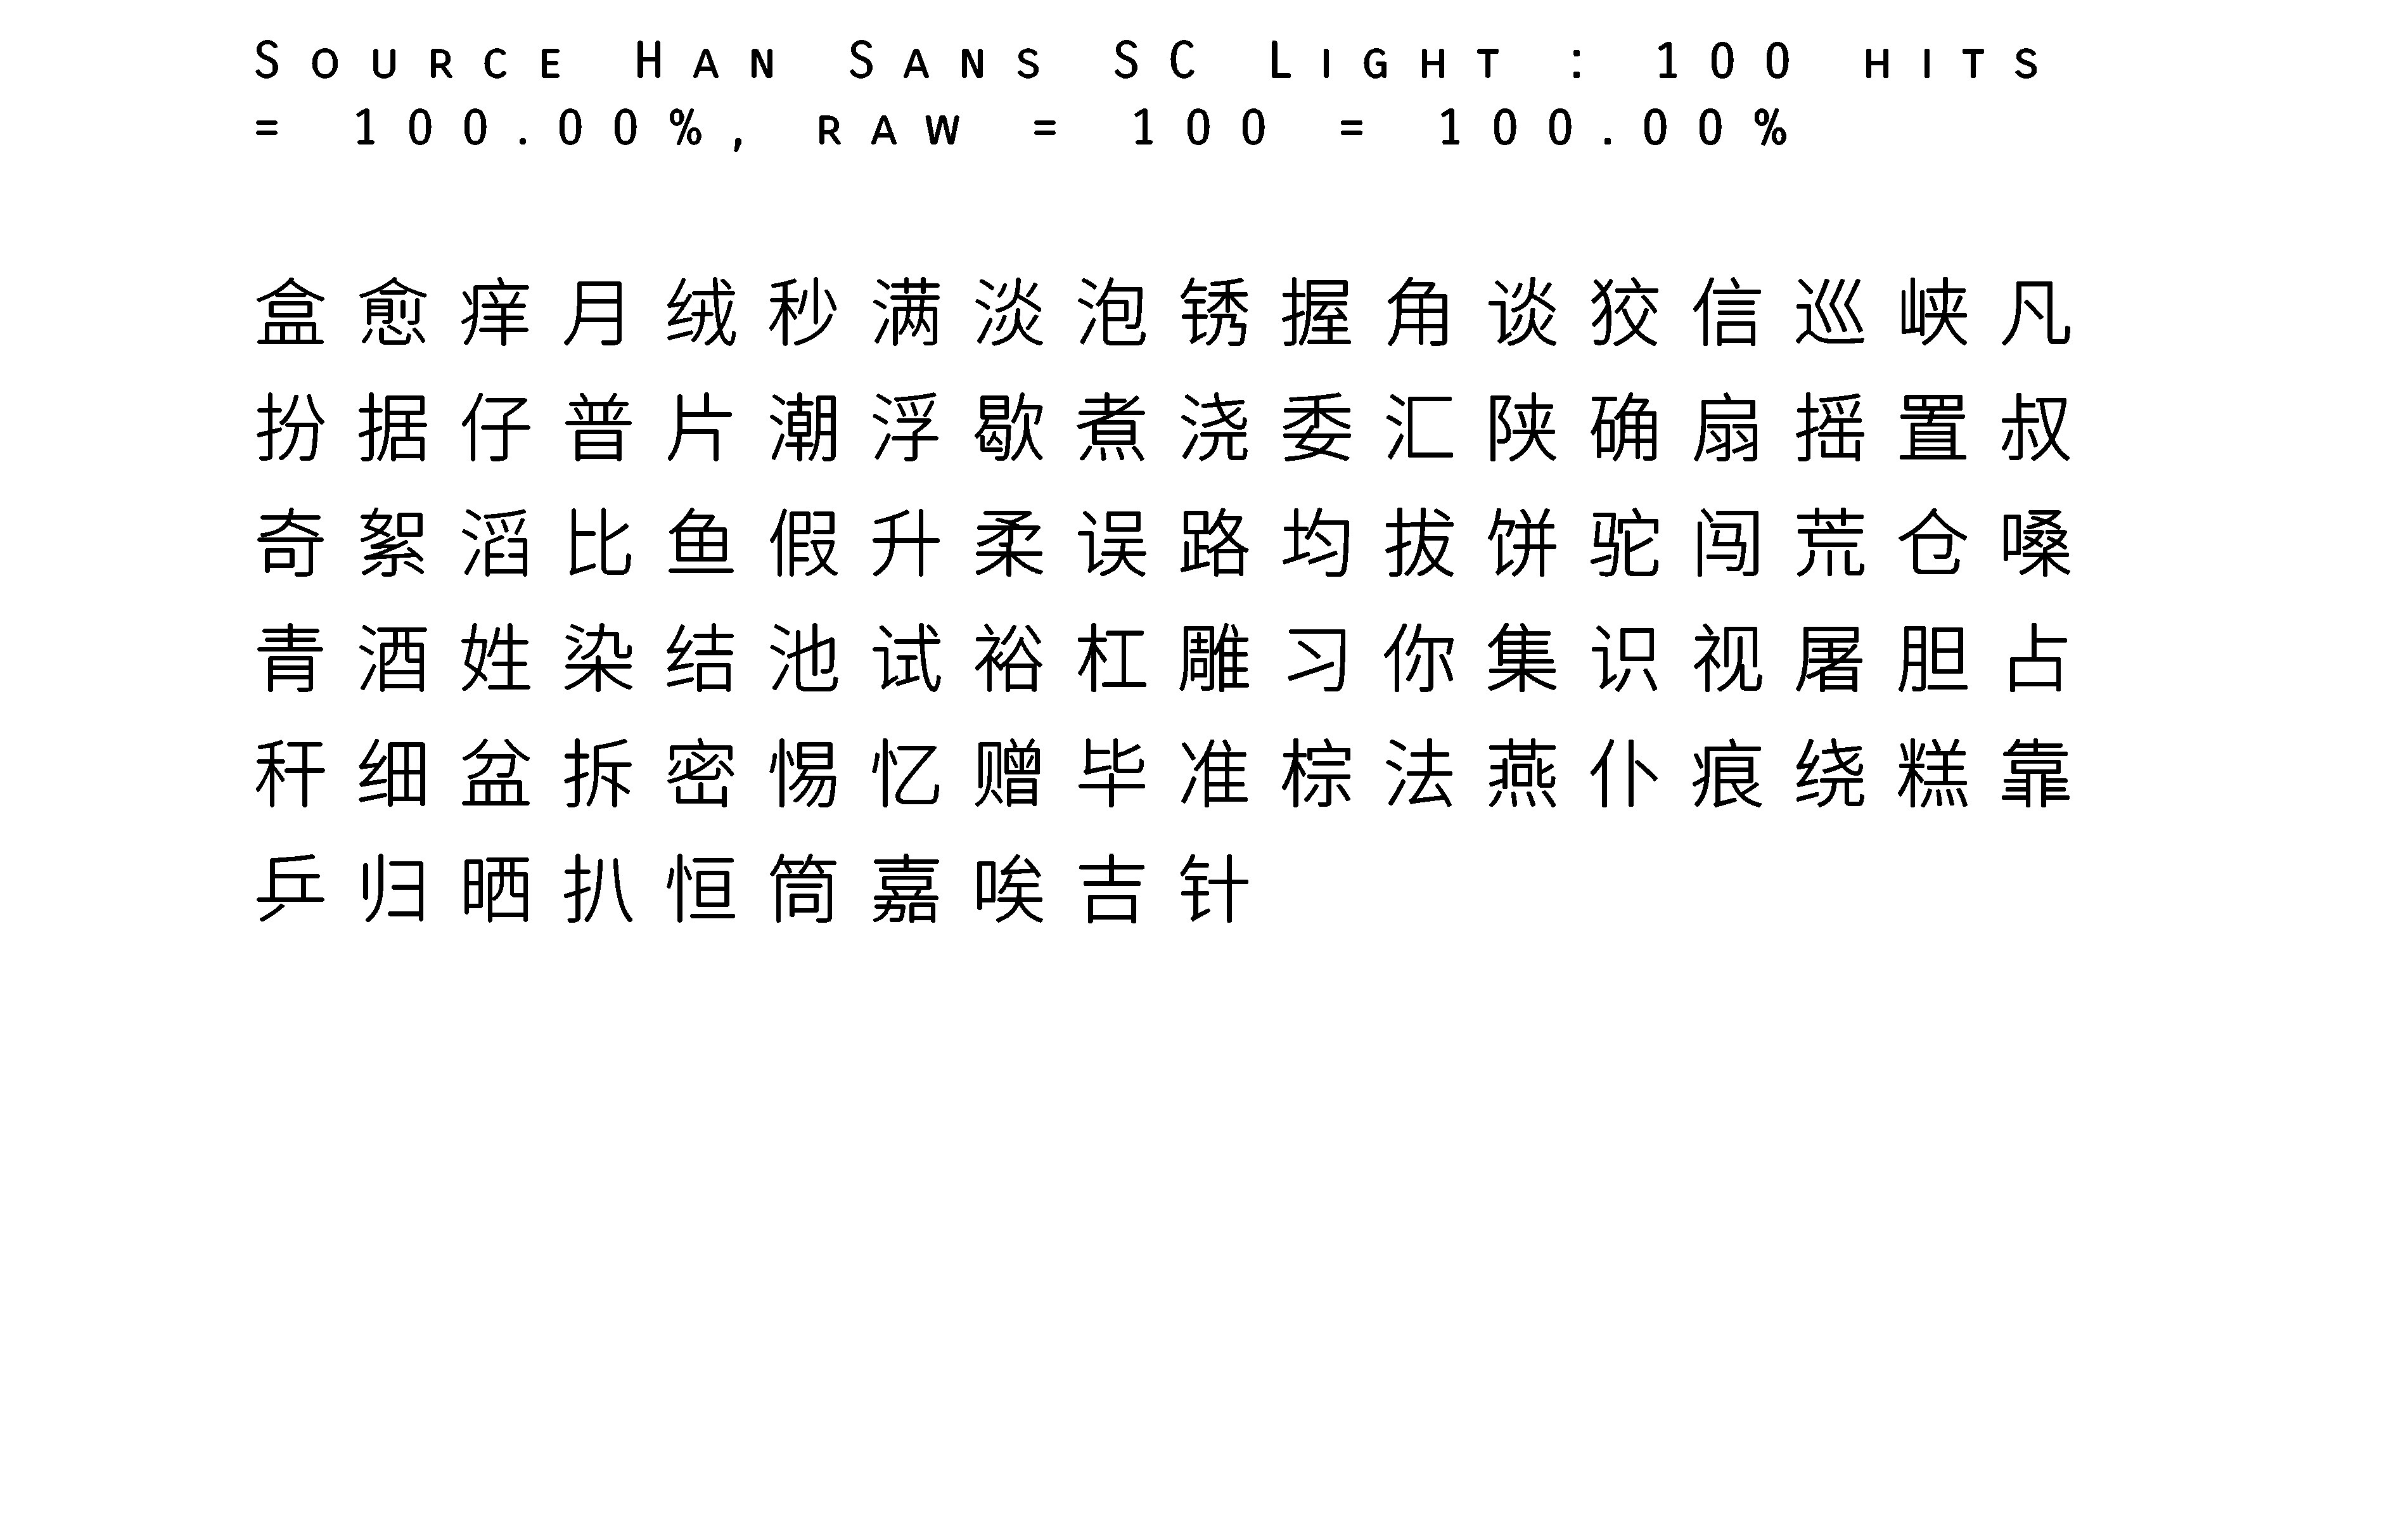 Source Han Sans SC Light : 100 hits
= 100.00%, raw = 100 = 100.00%
盒愈痒月绒秒满淡泡锈握角谈狡信巡峡凡
扮据仔普片潮浮歇煮浇委汇陕确扇摇置叔
奇絮滔比鱼假升柔误路均拔饼驼闯荒仓嗓
青酒姓染结池试裕杠雕习你集识视屠胆占
秆细盆拆密惕忆赠毕准棕法燕仆痕绕糕靠
乒归晒扒恒筒嘉唉吉针